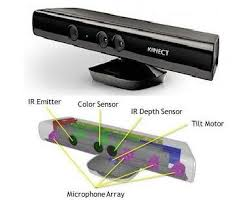 KINECT
IR Emitter
Color Sensor
IR Depth Sensor
Tilt Motor
Microphone Array